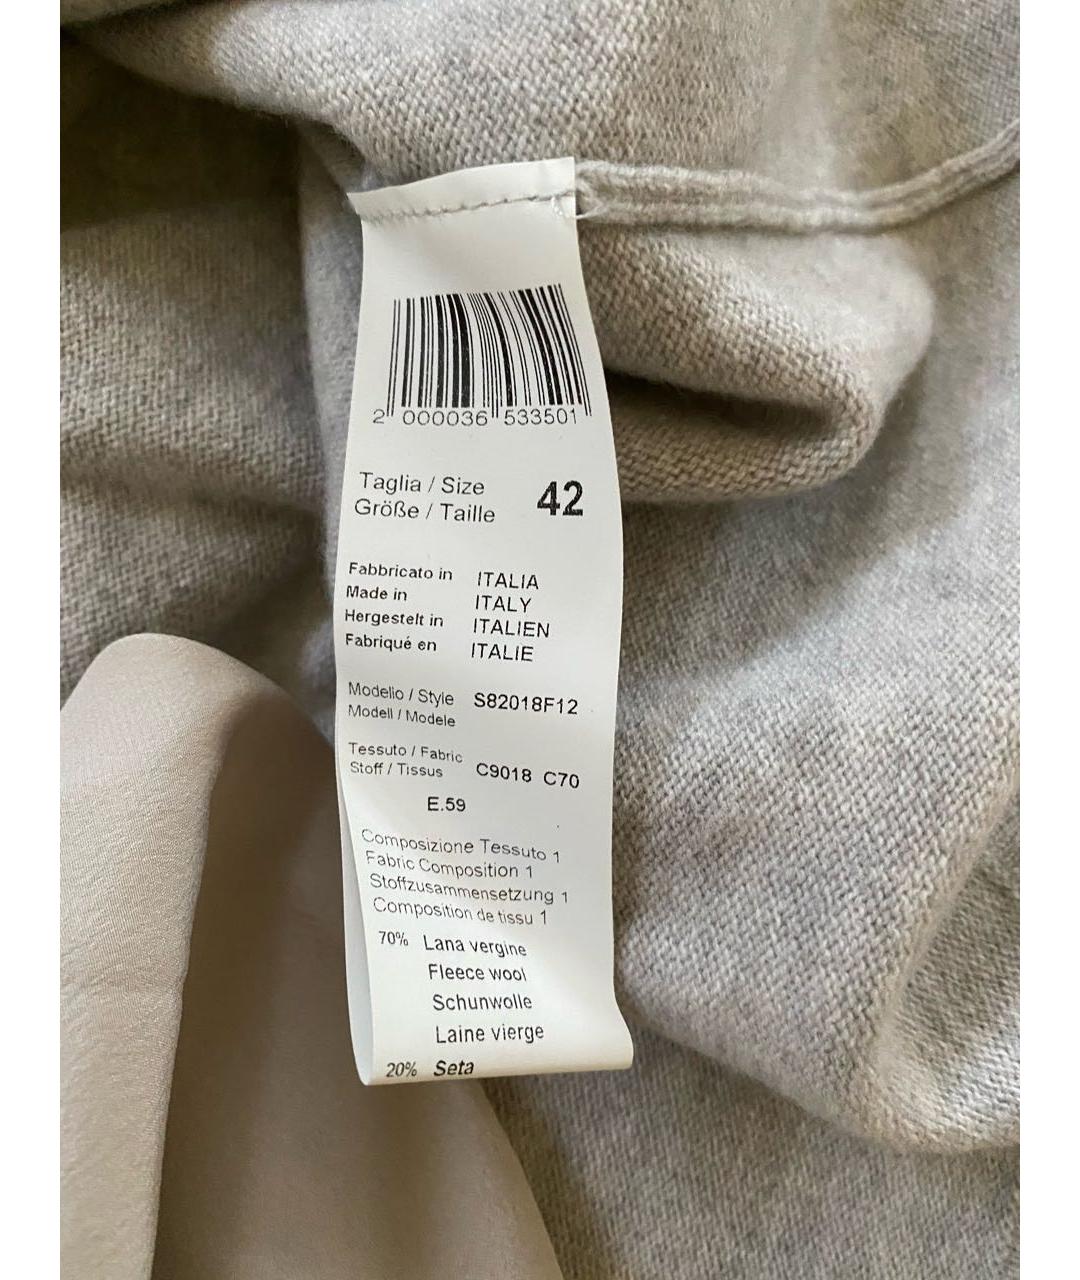 2 000036 533501
Taglia / Size 42
Größe / Taille
Fabbricato in ITALIA
Made in ITALY
Hergestelt in ITALIEN
Fabriqué en ITALIE
Modello / Style S82018F12
Modell / Modele
Tessuto / Fabric
Stoff / Tissus C9018 C70
E.59
Composizione Tessuto 1
Fabric Composition 1
Stoffzusammensetzung 1
Composition de tissu 1
70% Lana vergine
Fleece wool
Schunwolle
Laine vierge
20% Seta